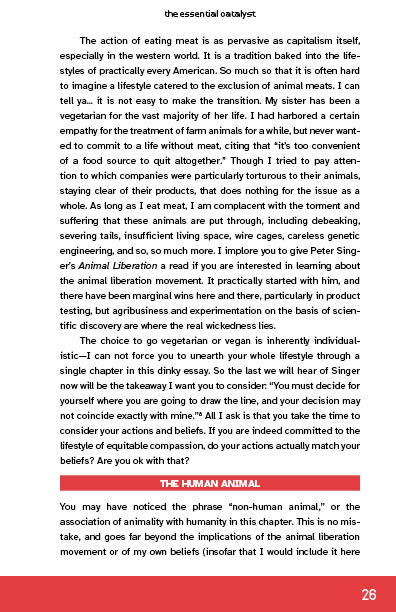 the essential catalyst
The action of eating meat is as pervasive as capitalism itself,
especially in the western world. It is a tradition baked into the life-
styles of practically every American. So much so that it is often hard
to imagine a lifestyle catered to the exclusion of animal meats. I can
tell ya... it is not easy to make the transition. My sister has been a
vegetarian for the vast majority of her life. I had harbored a certain
empathy for the treatment of farm animals for a while, but never want-
ed to commit to a life without meat, citing that “it’s too convenient
of a food source to quit altogether.” Though I tried to pay atten-
tion to which companies were particularly torturous to their animals,
staying clear of their products, that does nothing for the issue as a
whole. As long as I eat meat, I am complacent with the torment and
suffering that these animals are put through, including debeaking,
severing tails, insufficient living space, wire cages, careless genetic
engineering, and so, so much more. I implore you to give Peter Sing-
er’s Animal Liberation a read if you are interested in learning about
the animal liberation movement. It practically started with him, and
there have been marginal wins here and there, particularly in product
testing, but agribusiness and experimentation on the basis of scien-
tific discovery are where the real wickedness lies.
The choice to go vegetarian or vegan is inherently individual-
istic—I can not force you to unearth your whole lifestyle through a
single chapter in this dinky essay. So the last we will hear of Singer
now will be the takeaway I want you to consider: “You must decide for
yourself where you are going to draw the line, and your decision may
not coincide exactly with mine.” All I ask is that you take the time to
consider your actions and beliefs. If you are indeed committed to the
lifestyle of equitable compassion, do your actions actually match your
beliefs? Are you ok with that?
THE HUMAN ANIMAL
You may have noticed the phrase “non-human animal,” or the
association of animality with humanity in this chapter. This is no mis-
take, and goes far beyond the implications of the animal liberation
movement or of my own beliefs (insofar that I would include it here
26